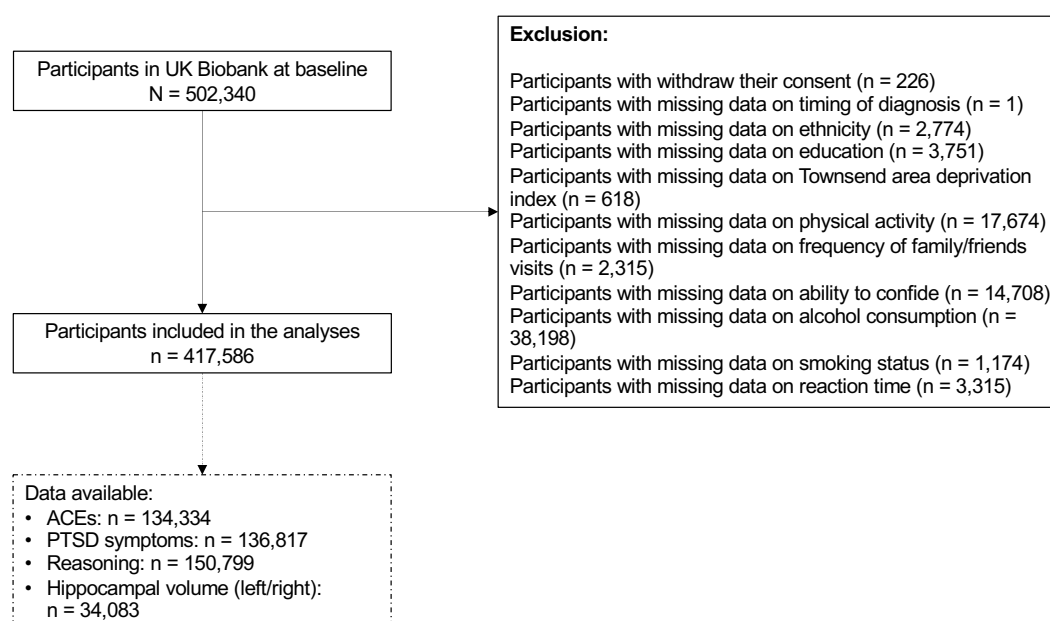 Participants in UK Biobank at baseline
N = 502,340
Exclusion:
Participants with withdraw their consent (n = 226)
Participants with missing data on timing of diagnosis (n = 1)
Participants with missing data on ethnicity (n = 2,774)
Participants with missing data on education (n = 3,751)
Participants with missing data on Townsend area deprivation
index (n = 618)
Participants with missing data on physical activity (n = 17,674)
Participants with missing data on frequency of family/friends
visits (n = 2,315)
Participants with missing data on ability to confide (n = 14,708)
Participants with missing data on alcohol consumption (n =
38,198)
Participants with missing data on smoking status (n = 1,174)
Participants with missing data on reaction time (n = 3,315)
Participants included in the analyses
n = 417,586
Data available:
• ACEs: n = 134,334
• PTSD symptoms: n = 136,817
• Reasoning: n = 150,799
• Hippocampal volume (left/right):
n = 34,083